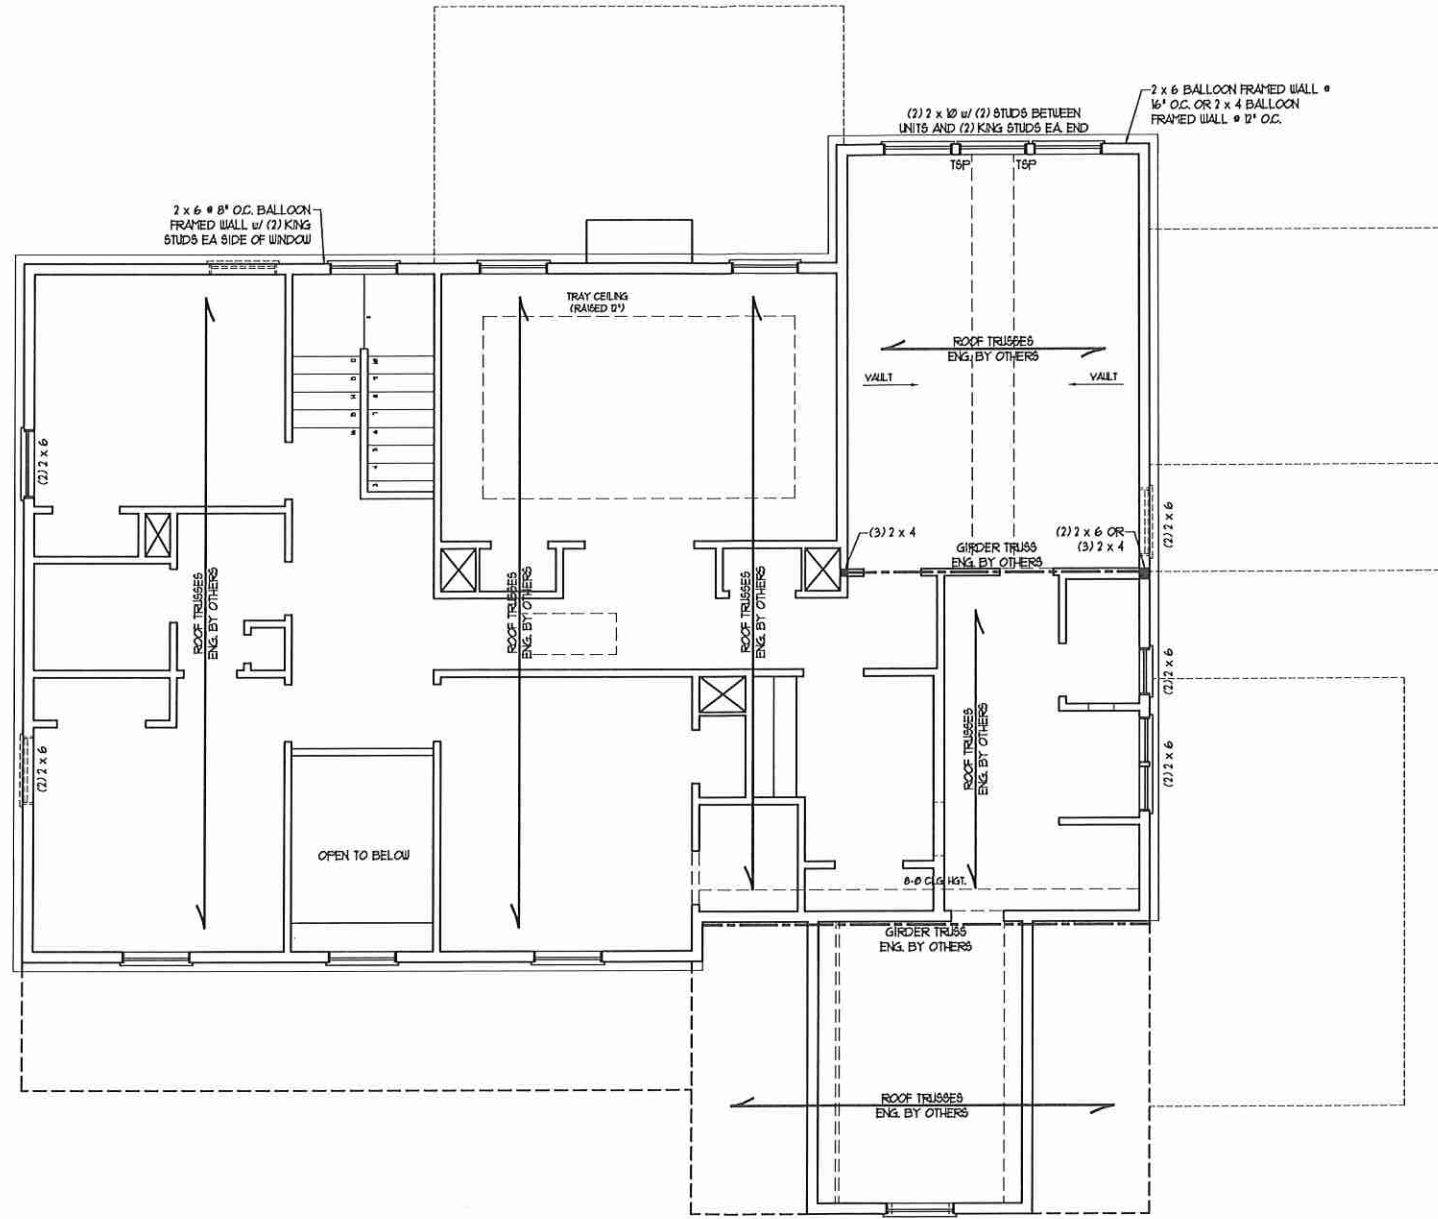 2 x 6 BALLOON FRAMED WALL @
16" O.C. OR 2 x 4 BALLOON
FRAMED WALL @ 12" O.C.
(2) 2 x 10 w/ (2) STUDS BETWEEN
UNITS AND (2) KING STUDS EA. END
TSP
TSP
2 x 6 @ 8" O.C. BALLOON
FRAMED WALL w/ (2) KING
STUDS EA SIDE OF WINDOW
TRAY CEILING
(RAISED 12")
ROOF TRUSSES
ENG. BY OTHERS
VAULT
VAULT
(2) 2 x 6
(3) 2 x 4
GIRDER TRUSS
ENG. BY OTHERS
(2) 2 x 6 OR
(3) 2 x 4
(2) 2 x 6
ROOF TRUSSES
ENG. BY OTHERS
ROOF TRUSSES
ENG. BY OTHERS
ROOF TRUSSES
ENG. BY OTHERS
(2) 2 x 6
ROOF TRUSSES
ENG. BY OTHERS
(2) 2 x 6
(2) 2 x 6
OPEN TO BELOW
8-0 CLG HGT.
GIRDER TRUSS
ENG. BY OTHERS
ROOF TRUSSES
ENG. BY OTHERS